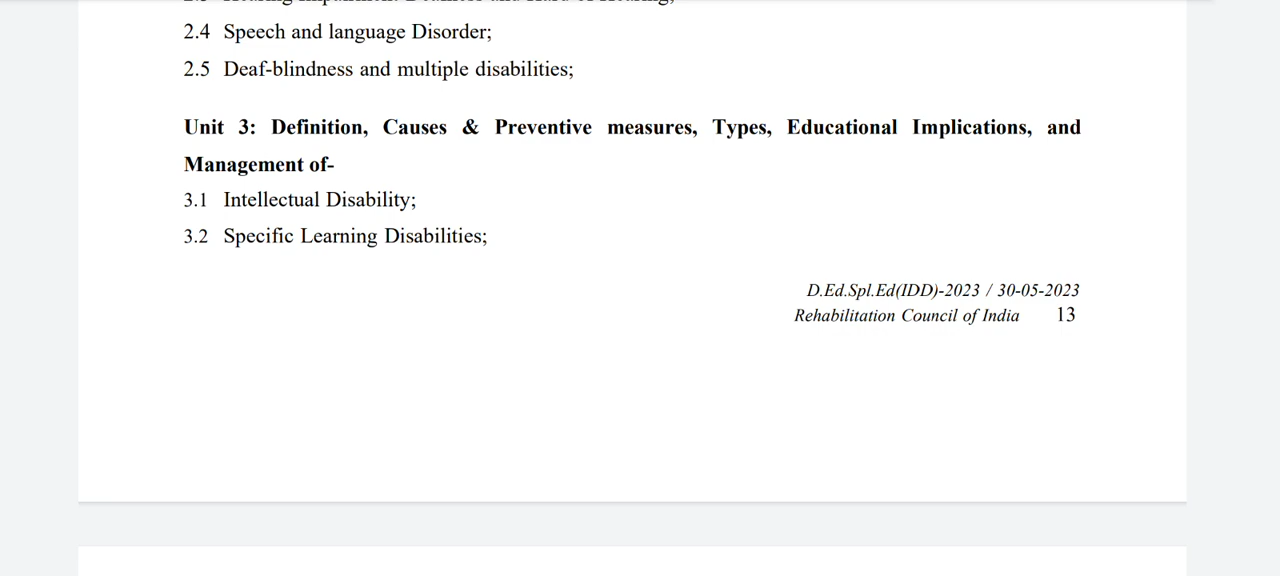 2.4 Speech and language Disorder;
2.5 Deaf-blindness and multiple disabilities;
Unit 3: Definition, Causes & Preventive measures, Types, Educational Implications, and
Management of-
3.1 Intellectual Disability;
3.2 Specific Learning Disabilities;
D.Ed.Spl.Ed(IDD)-2023 / 30-05-2023
Rehabilitation Council of India 13